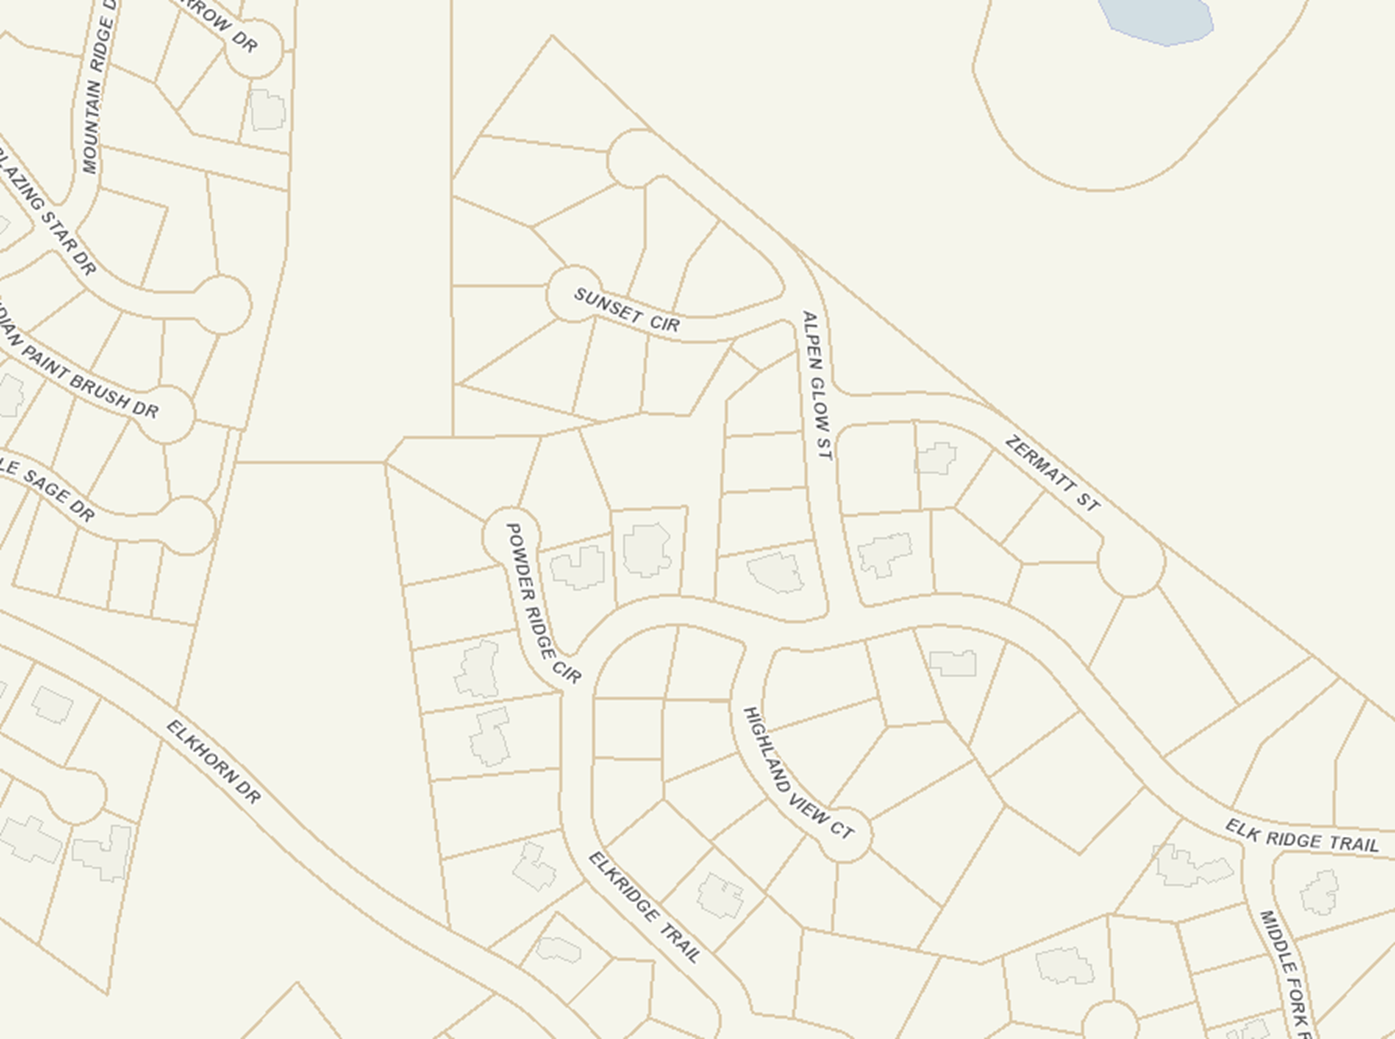 MOUNTAIN RIDGE D
RROW DR
BLAZING STAR DR
SUNSET CIR
ALPEN GLOW ST
DIAN PAINT BRUSH DR
ZERMATT ST
LE SAGE DR
POWDER RIDGE CIR
ELKHORN DR
HIGHLAND VIEW CT
ELK RIDGE TRAIL
ELKRIDGE TRAIL
MIDDLE FORK R